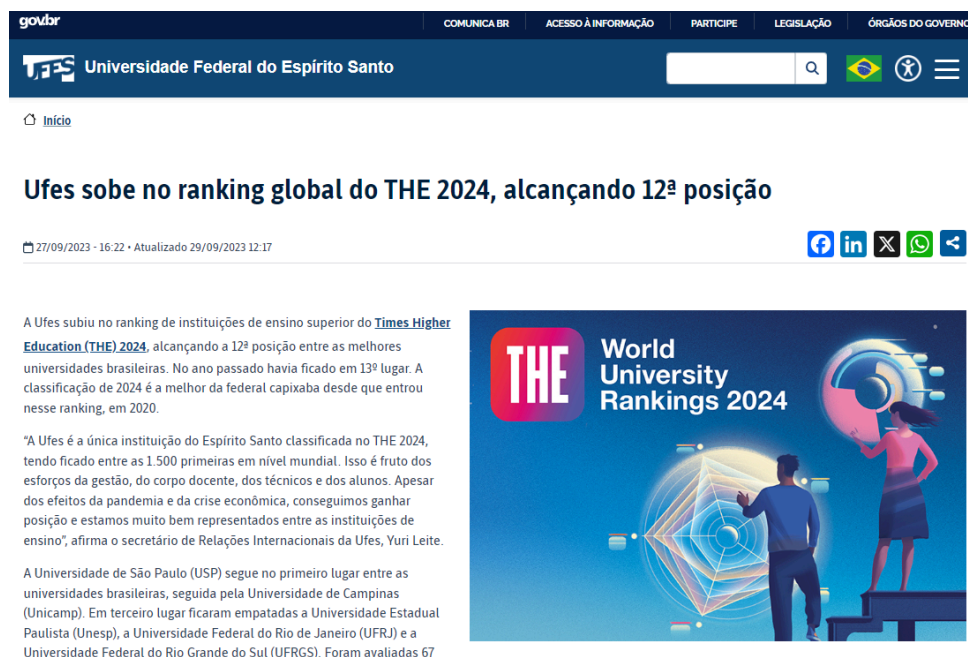 gov.br
COMUNICA BR ACESSO À INFORMAÇÃO PARTICIPE LEGISLAÇÃO ÓRGÃOS DO GOVERNO
UFES Universidade Federal do Espírito Santo
Início
Ufes sobe no ranking global do THE 2024, alcançando 12ª posição
27/09/2023 - 16:22 • Atualizado 29/09/2023 12:17
A Ufes subiu no ranking de instituições de ensino superior do Times Higher
Education (THE) 2024, alcançando a 12ª posição entre as melhores
universidades brasileiras. No ano passado havia ficado em 13º lugar. A
classificação de 2024 é a melhor da federal capixaba desde que entrou
nesse ranking, em 2020.
“A Ufes é a única instituição do Espírito Santo classificada no THE 2024,
tendo ficado entre as 1.500 primeiras em nível mundial. Isso é fruto dos
esforços da gestão, do corpo docente, dos técnicos e dos alunos. Apesar
dos efeitos da pandemia e da crise econômica, conseguimos ganhar
posição e estamos muito bem representados entre as instituições de
ensino”, afirma o secretário de Relações Internacionais da Ufes, Yuri Leite.
A Universidade de São Paulo (USP) segue no primeiro lugar entre as
universidades brasileiras, seguida pela Universidade de Campinas
(Unicamp). Em terceiro lugar ficaram empatadas a Universidade Estadual
Paulista (Unesp), a Universidade Federal do Rio de Janeiro (UFRJ) e a
Universidade Federal do Rio Grande do Sul (UFRGS). Foram avaliadas 67
THE
World
University
Rankings 2024